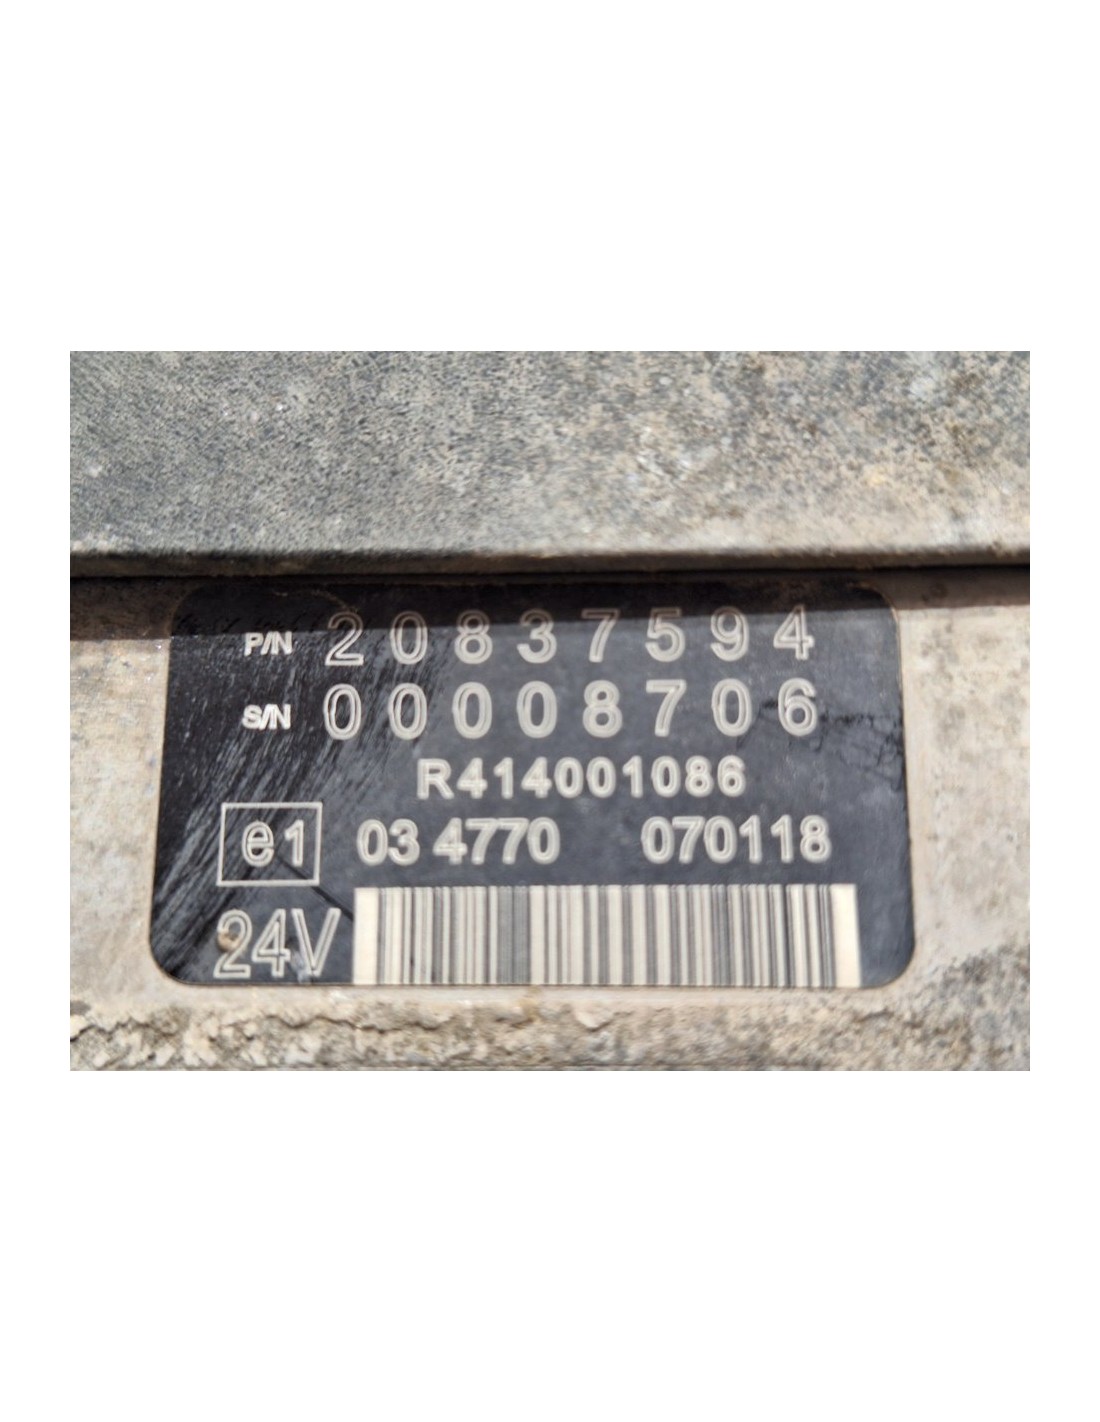 P/N 20837594
S/N 00008706
R414001086
e1 03 4770 070118
24V